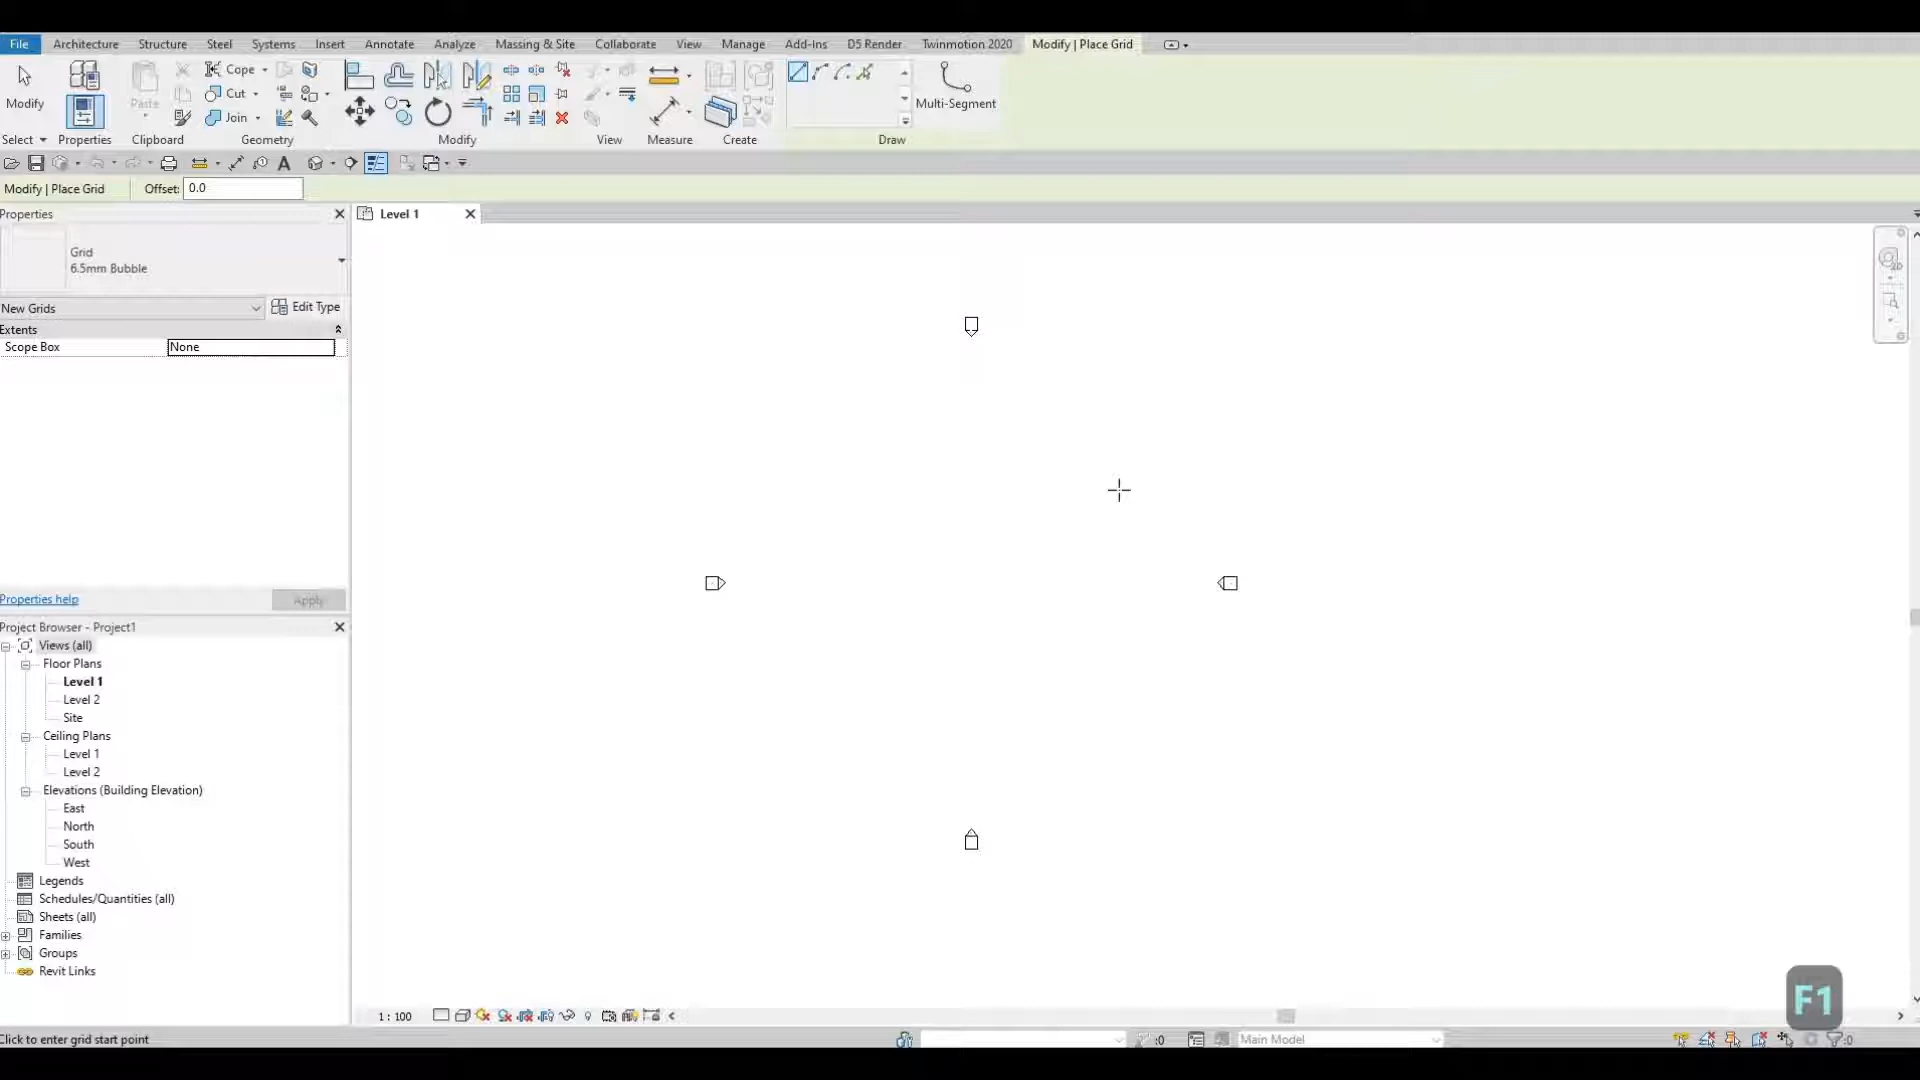 File Architecture Structure Steel Systems Insert Annotate Analyze Massing & Site Collaborate View Manage Add-Ins D5 Render Twinmotion 2020 Modify | Place Grid
Modify Paste Cope Cut Join Multi-Segment
Select Properties Clipboard Geometry Modify View Measure Create Draw
A
Modify | Place Grid Offset: 0.0
Properties
Level 1
Grid
6.5mm Bubble
2D
New Grids Edit Type
Extents
Scope Box None
Properties help Apply
Project Browser - Project1
Views (all)
Floor Plans
Level 1
Level 2
Site
Ceiling Plans
Level 1
Level 2
Elevations (Building Elevation)
East
North
South
West
Legends
Schedules/Quantities (all)
Sheets (all)
Families
Groups
Revit Links
F1
1 : 100
Click to enter grid start point :0 Main Model :0